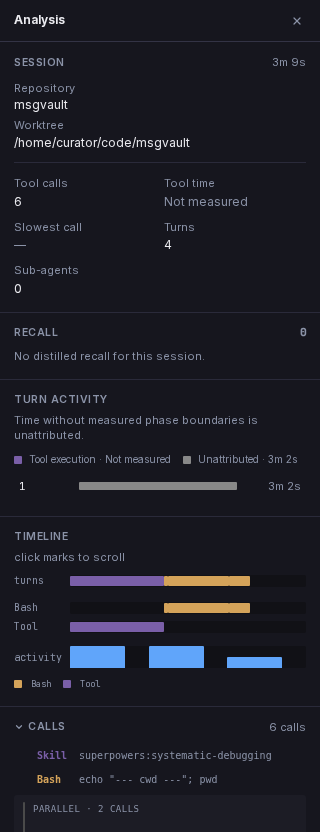 Analysis ×
SESSION 3m 9s
Repository
msgvault
Worktree
/home/curator/code/msgvault
Tool calls Tool time
6 Not measured
Slowest call Turns
— 4
Sub-agents
0
RECALL 0
No distilled recall for this session.
TURN ACTIVITY
Time without measured phase boundaries is
unattributed.
Tool execution · Not measured Unattributed · 3m 2s
1 3m 2s
TIMELINE
click marks to scroll
turns
Bash
Tool
activity
Bash Tool
CALLS 6 calls
Skill superpowers:systematic-debugging
Bash echo "--- cwd ---"; pwd
PARALLEL · 2 CALLS